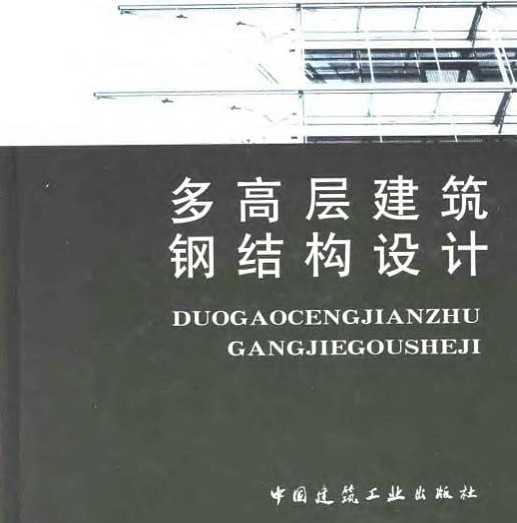 多高层建筑
钢结构设计
DUOGAOCENGJIANZHU
GANGJIEGOUSHEJI
中国建筑工业出版社